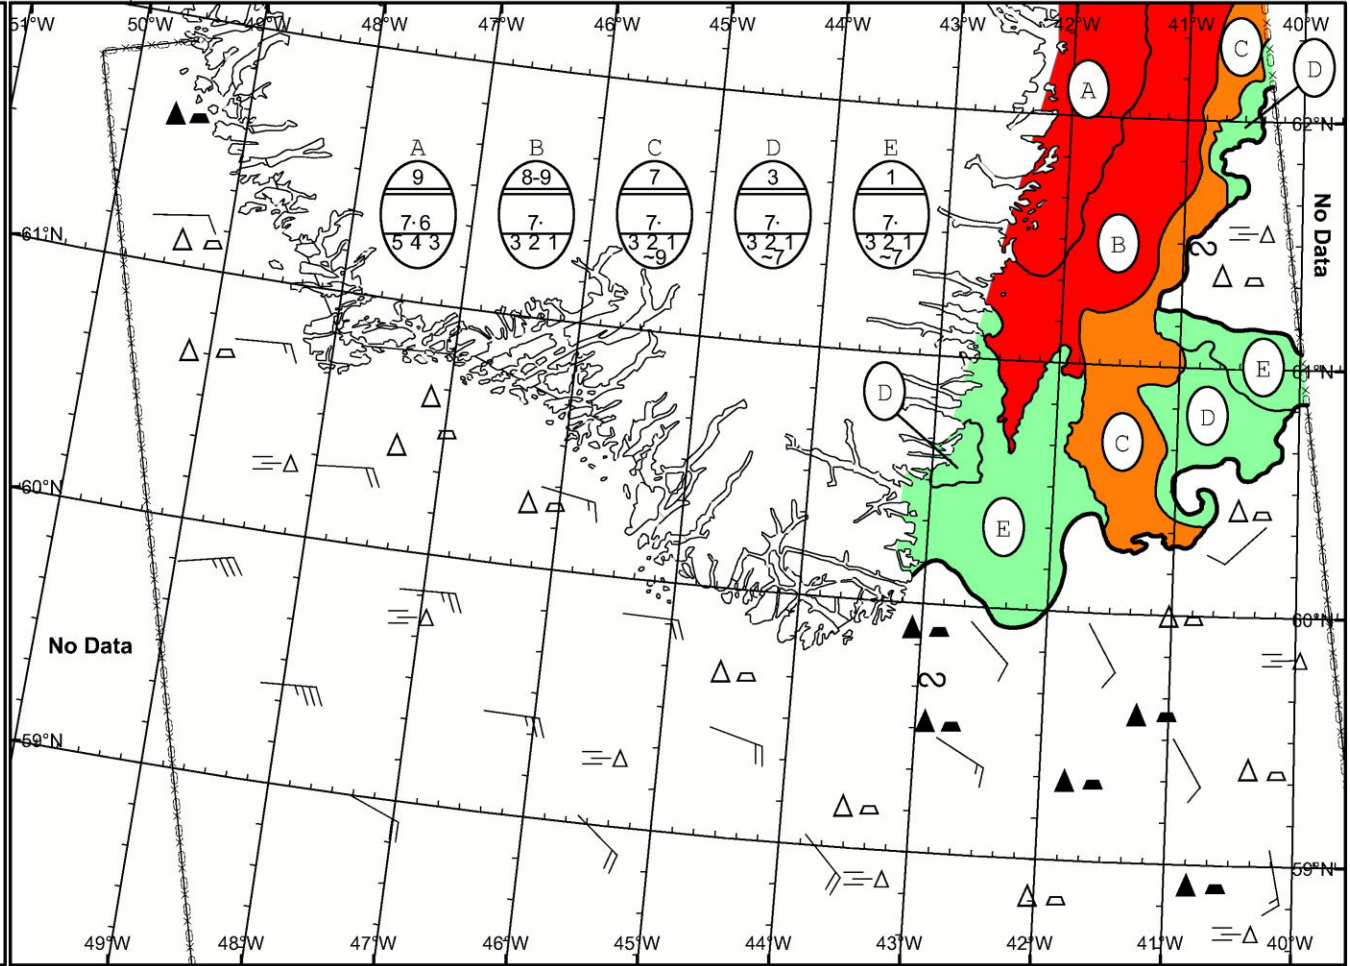 51°W 50°W 49°W 48°W 47°W 46°W 45°W 44°W 43°W 42°W 41°W 40°W
C
D
A
62°N
A B C D E
9 8-9 7 3 1
7· 6 7· 7· 7· 7·
5 4 3 3 2 1 3 2 1 3 2 1 3 2 1
~9 ~7 ~7
No Data
61°N
B
E
61°N
D
D
C
60°N
E
60°N
No Data
59°N
59°N
49°W 48°W 47°W 46°W 45°W 44°W 43°W 42°W 41°W 40°W